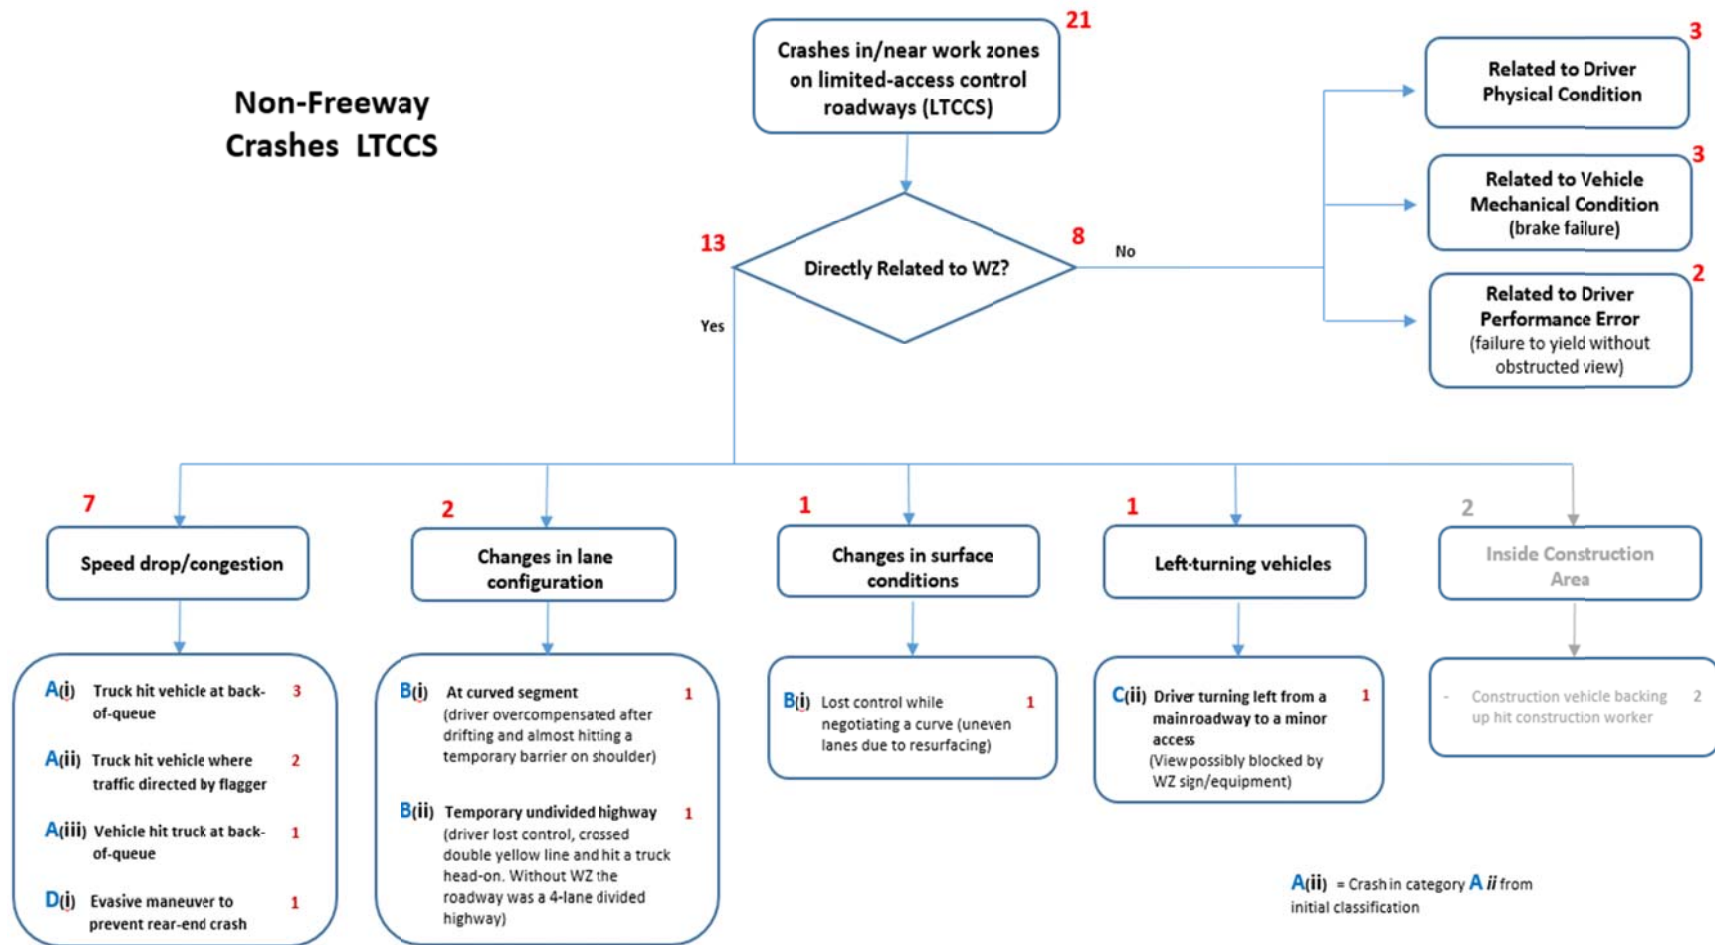 Non-Freeway
Crashes LTCCS
21
Crashes in/near work zones
on limited-access control
roadways (LTCCS)
3
Related to Driver
Physical Condition
3
Related to Vehicle
Mechanical Condition
(brake failure)
2
Related to Driver
Performance Error
(failure to yield without
obstructed view)
13
Directly Related to WZ?
8
No
Yes
7
Speed drop/congestion
2
Changes in lane
configuration
1
Changes in surface
conditions
1
Left-turning vehicles
2
Inside Construction
Area
A(i) Truck hit vehicle at back- 3
of-queue
A(ii) Truck hit vehicle where 2
traffic directed by flagger
A(iii) Vehicle hit truck at back- 1
of-queue
D(i) Evasive maneuver to 1
prevent rear-end crash
B(i) At curved segment 1
(driver overcompensated after
drifting and almost hitting a
temporary barrier on shoulder)
B(ii) Temporary undivided highway 1
(driver lost control, crossed
double yellow line and hit a truck
head-on. Without WZ the
roadway was a 4-lane divided
highway)
B(i) Lost control while 1
negotiating a curve (uneven
lanes due to resurfacing)
C(ii) Driver turning left from a 1
main roadway to a minor
access
(View possibly blocked by
WZ sign/equipment)
- Construction vehicle backing 2
up hit construction worker
A(ii) = Crash in category A ii from
initial classification